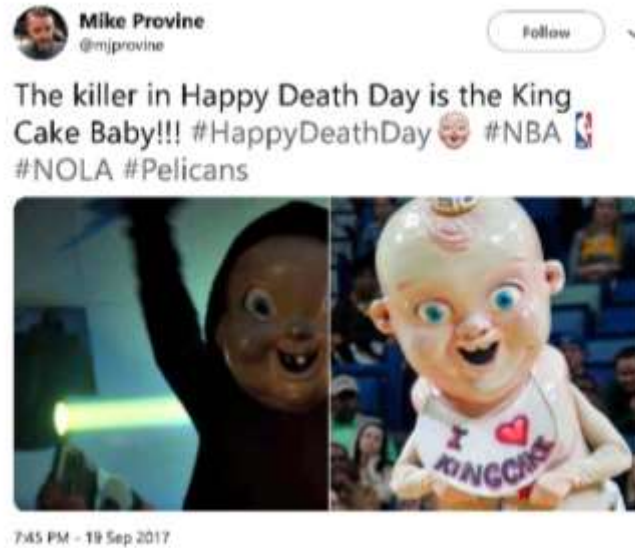 Mike Provine
@mjprovine
Follow
The killer in Happy Death Day is the King
Cake Baby!!! #HappyDeathDay #NBA
#NOLA #Pelicans
I
KINGCAKE
7:45 PM - 19 Sep 2017